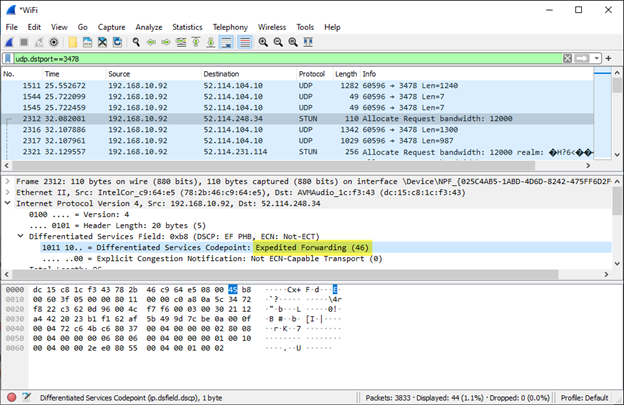 *WiFi
File Edit View Go Capture Analyze Statistics Telephony Wireless Tools Help
udp.dstport==3478
No. Time Source Destination Protocol Length Info
1511 25.552672 192.168.10.92 52.114.104.10 UDP 1282 60596 → 3478 Len=1240
1544 25.722099 192.168.10.92 52.114.104.10 UDP 49 60596 → 3478 Len=7
1545 25.722459 192.168.10.92 52.114.104.10 UDP 49 60596 → 3478 Len=7
2312 32.082081 192.168.10.92 52.114.248.34 STUN 110 Allocate Request bandwidth: 12000
2316 32.107886 192.168.10.92 52.114.104.10 UDP 1342 60596 → 3478 Len=1300
2317 32.107961 192.168.10.92 52.114.104.10 UDP 1029 60596 → 3478 Len=987
2321 32.129557 192.168.10.92 52.114.231.114 STUN 256 Allocate Request bandwidth: 12000 realm:
Frame 2312: 110 bytes on wire (880 bits), 110 bytes captured (880 bits) on interface \Device\NPF_{025C4AB5-1ABD-4D6D-8242-475FF6D2F
Ethernet II, Src: IntelCor_c9:64:e5 (78:2b:46:c9:64:e5), Dst: AVMAudio_1c:f3:43 (dc:15:c8:1c:f3:43)
Internet Protocol Version 4, Src: 192.168.10.92, Dst: 52.114.248.34
0100 .... = Version: 4
.... 0101 = Header Length: 20 bytes (5)
Differentiated Services Field: 0xb8 (DSCP: EF PHB, ECN: Not-ECT)
1011 10.. = Differentiated Services Codepoint: Expedited Forwarding (46)
.... ..00 = Explicit Congestion Notification: Not ECN-Capable Transport (0)
0000 dc 15 c8 1c f3 43 78 2b 46 c9 64 e5 08 00 45 b8 ·····Cx+ F·d···E·
0010 00 60 3f 05 00 00 80 11 00 00 c0 a8 0a 5c 34 72 ·`?····· ·····\4r
0020 f8 22 c3 62 0d 96 00 4c f7 f6 00 03 00 30 21 12
0030 a4 42 20 23 b1 f1 62 af 5b 49 9d 7c be 0a 00 0f
0040 00 04 72 c6 4b c6 80 37 00 04 00 00 00 02 80 08
0050 00 04 00 00 00 06 80 06 00 04 00 00 00 01 00 10
0060 00 04 00 00 2e e0 80 55 00 04 00 01 00 02
Differentiated Services Codepoint (ip.dsfield.dscp), 1 byte
Packets: 3833 · Displayed: 44 (1.1%) · Dropped: 0 (0.0%)
Profile: Default